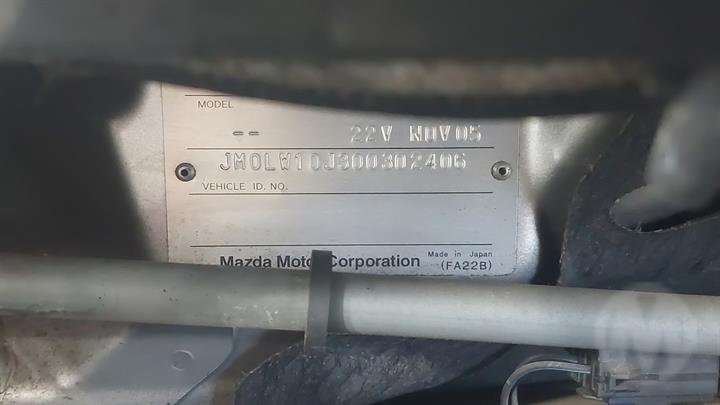 MODEL
-- 22V NOV05
JM0LW10J300302406
VEHICLE ID. NO.
Mazda Motor Corporation Made in Japan
(FA22B)